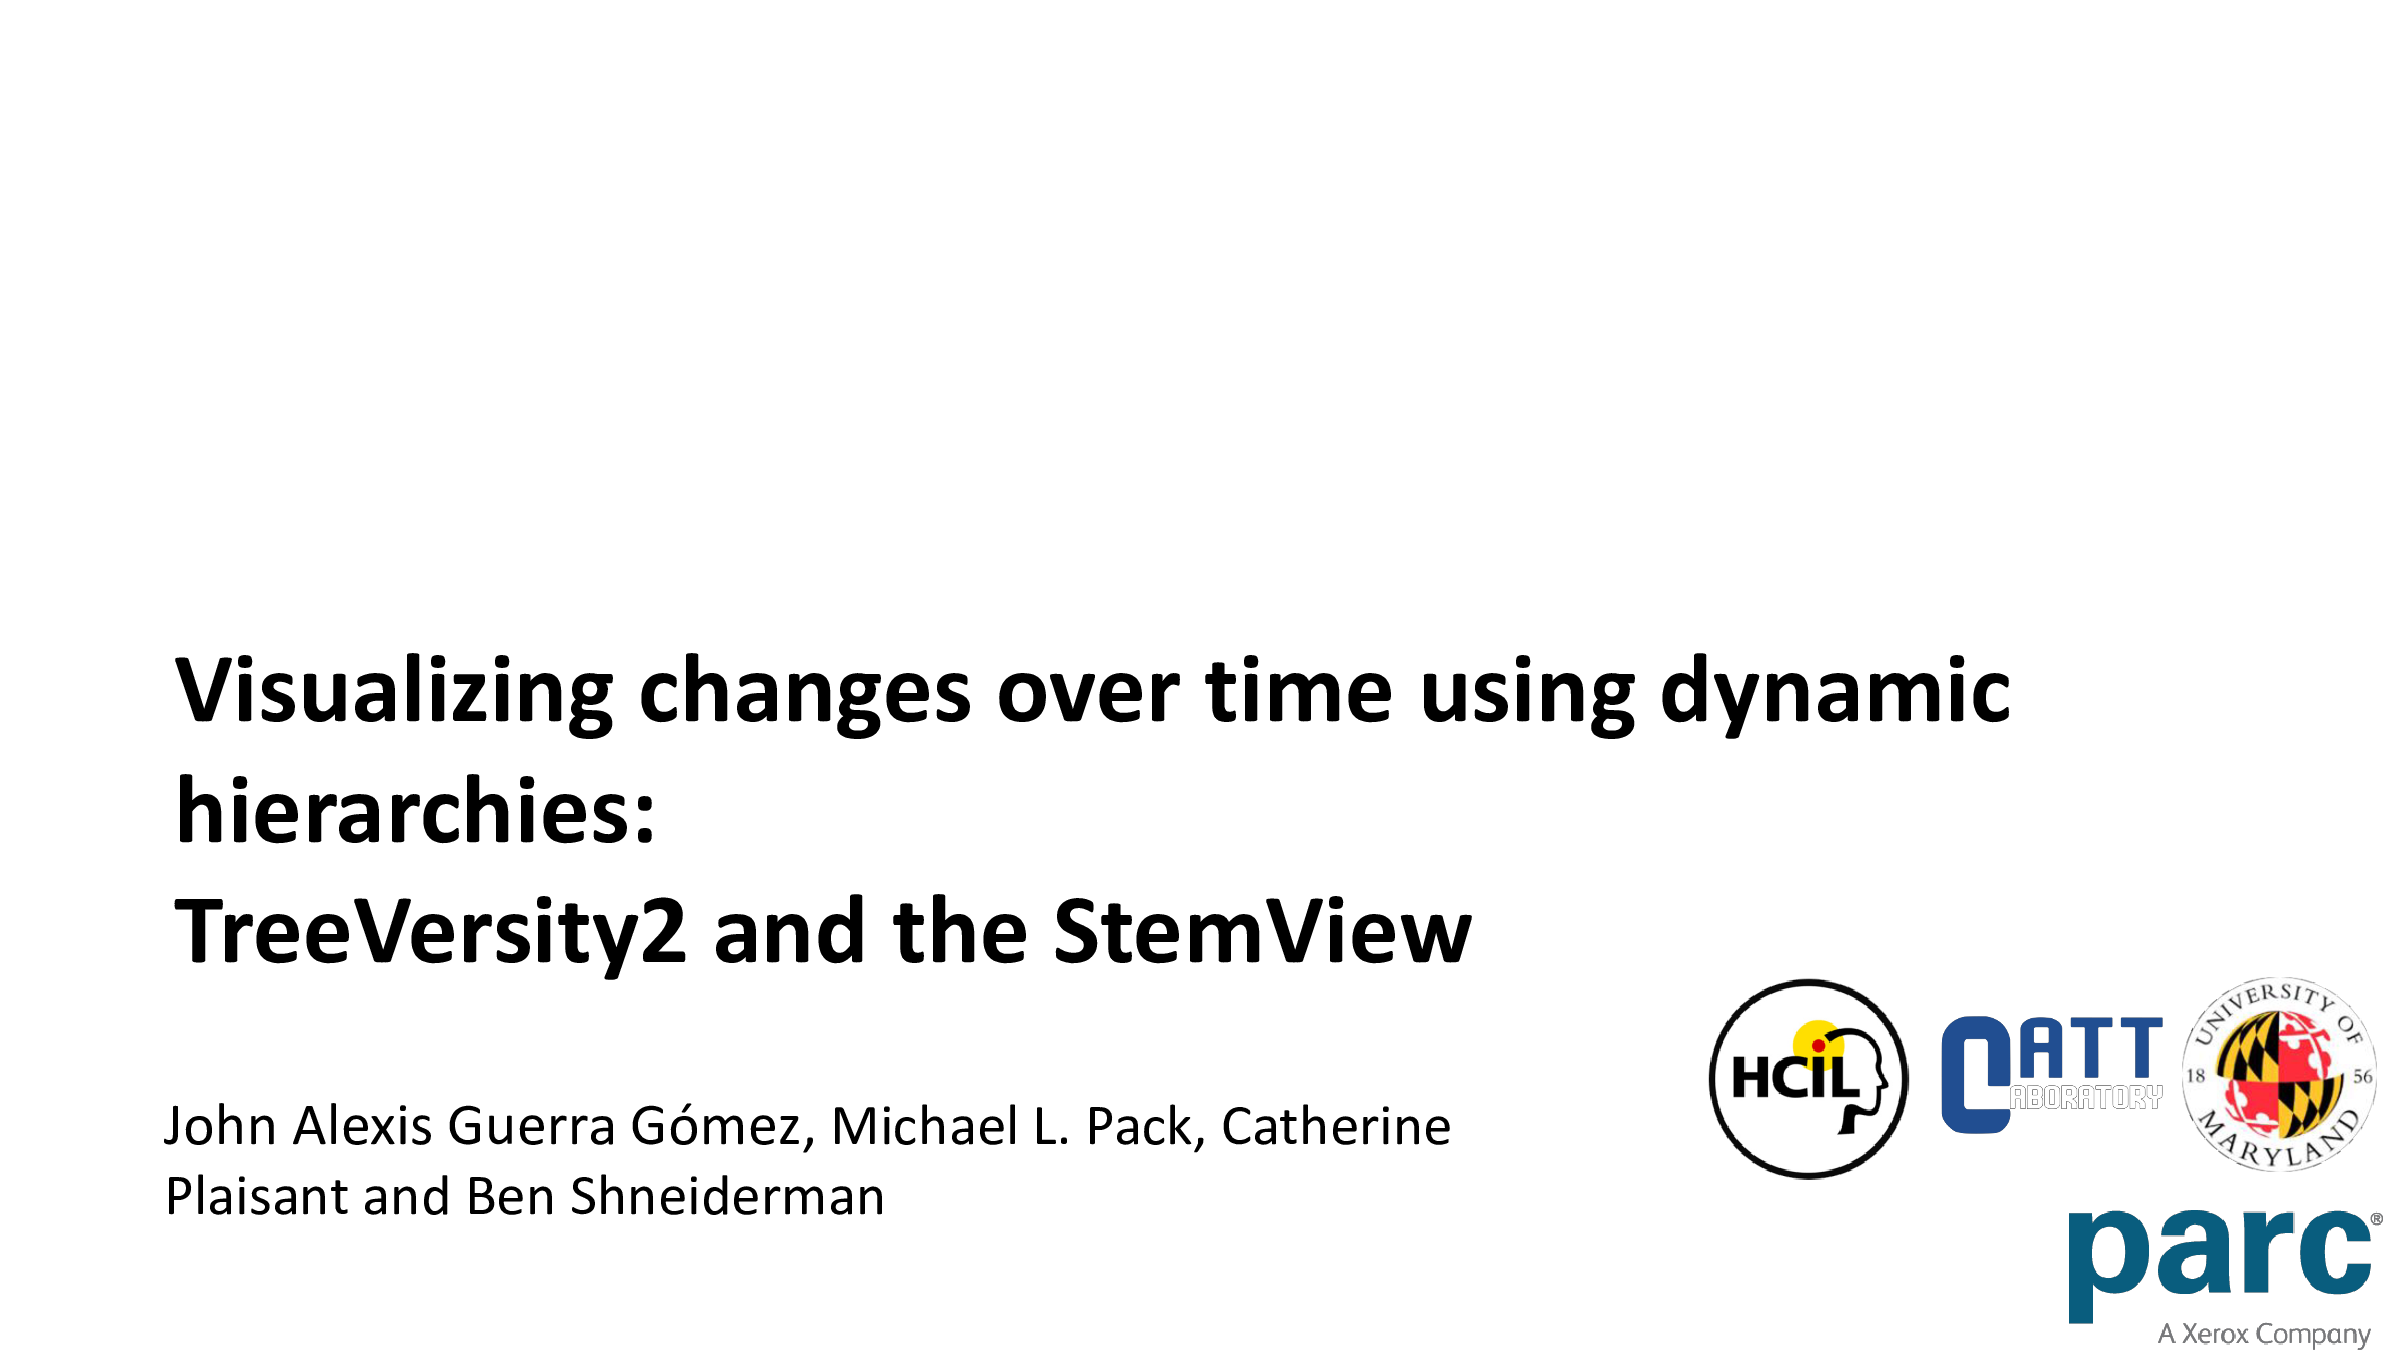 Visualizing changes over time using dynamic
hierarchies:
TreeVersity2 and the StemView
John Alexis Guerra Gómez, Michael L. Pack, Catherine
Plaisant and Ben Shneiderman
HCiL
CATT
LABORATORY
UNIVERSITY OF
18 56
MARYLAND
parc®
A Xerox Company